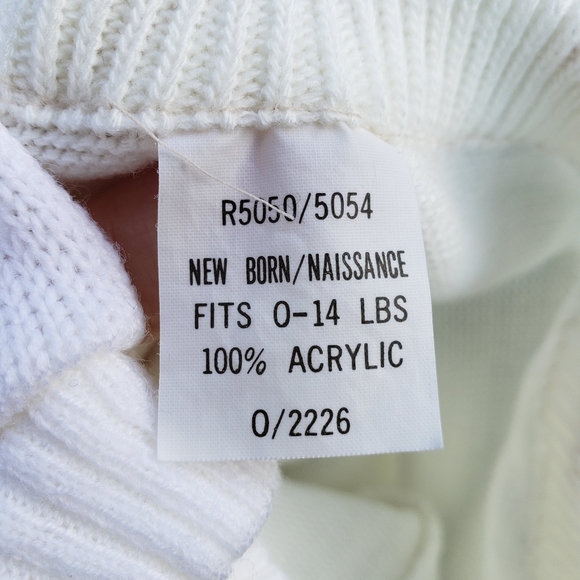 R5050/5054
NEW BORN/NAISSANCE
FITS 0-14 LBS
100% ACRYLIC
0/2226